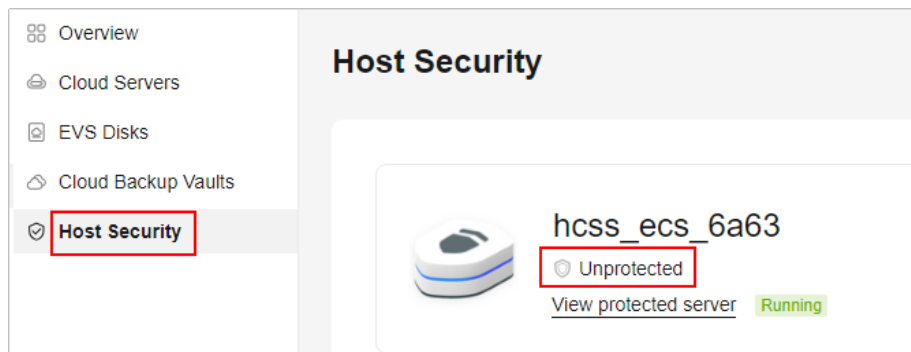 Overview
Cloud Servers
EVS Disks
Cloud Backup Vaults
Host Security
Host Security
hcss_ecs_6a63
Unprotected
View protected server Running